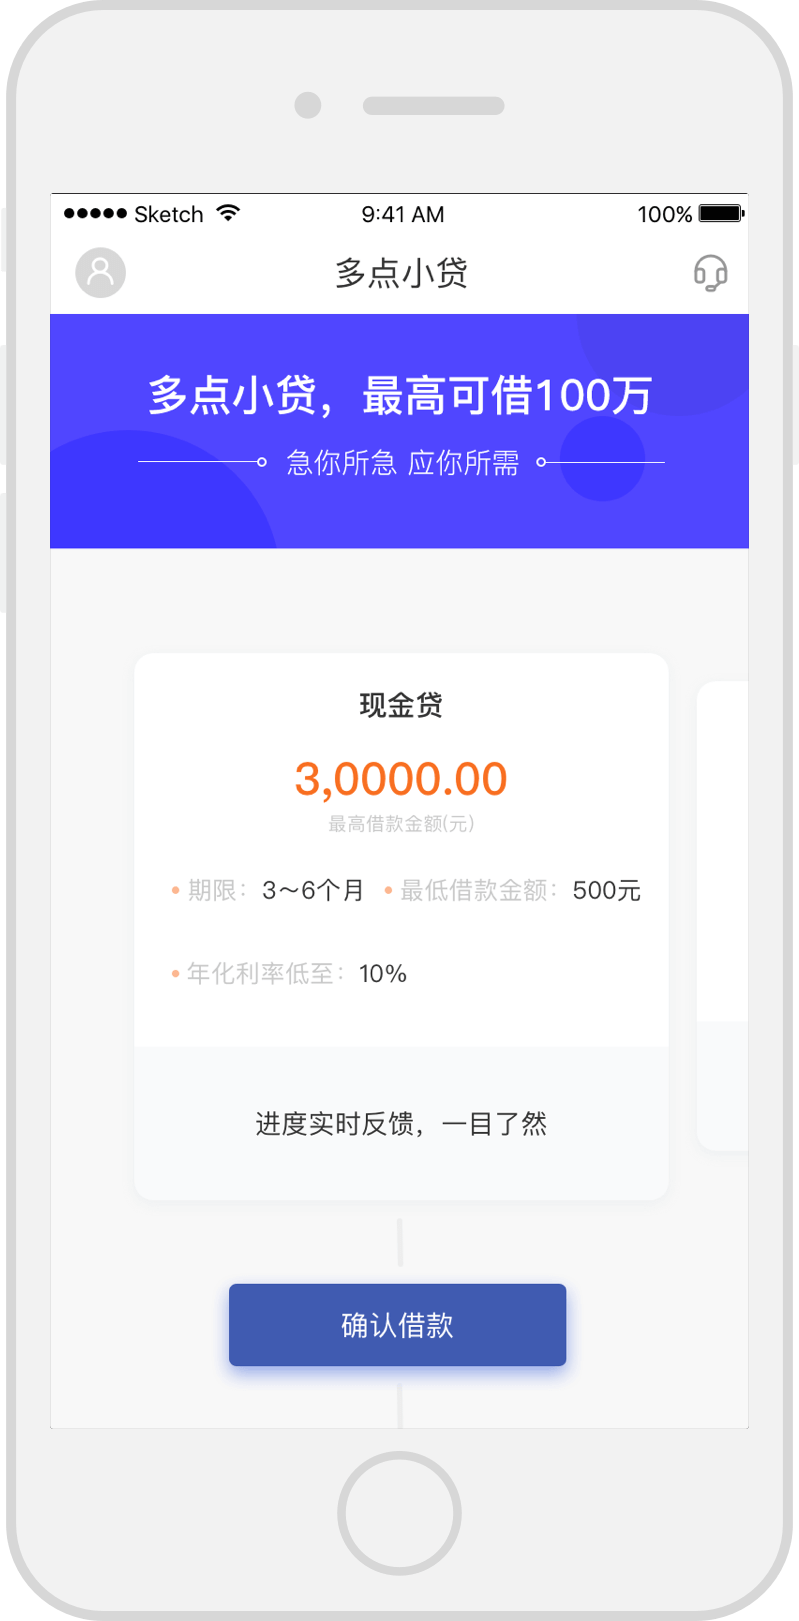 Sketch 9:41 AM 100%
多点小贷
多点小贷，最高可借100万
急你所急 应你所需
现金贷
3,0000.00
最高借款金额(元)
期限： 3～6个月 最低借款金额： 500元
年化利率低至： 10%
进度实时反馈，一目了然
确认借款